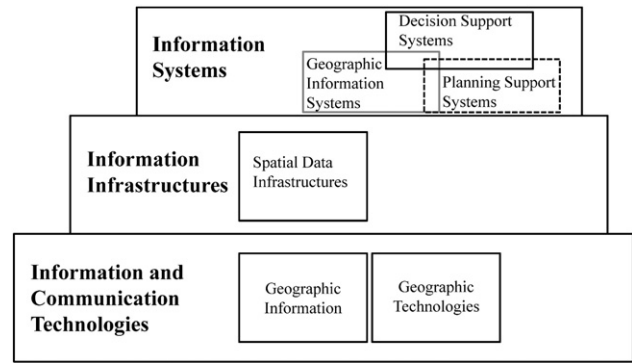 Information
Systems
Decision Support
Systems
Geographic
Information
Systems
Planning Support
Systems
Information
Infrastructures
Spatial Data
Infrastructures
Information and
Communication
Technologies
Geographic
Information
Geographic
Technologies